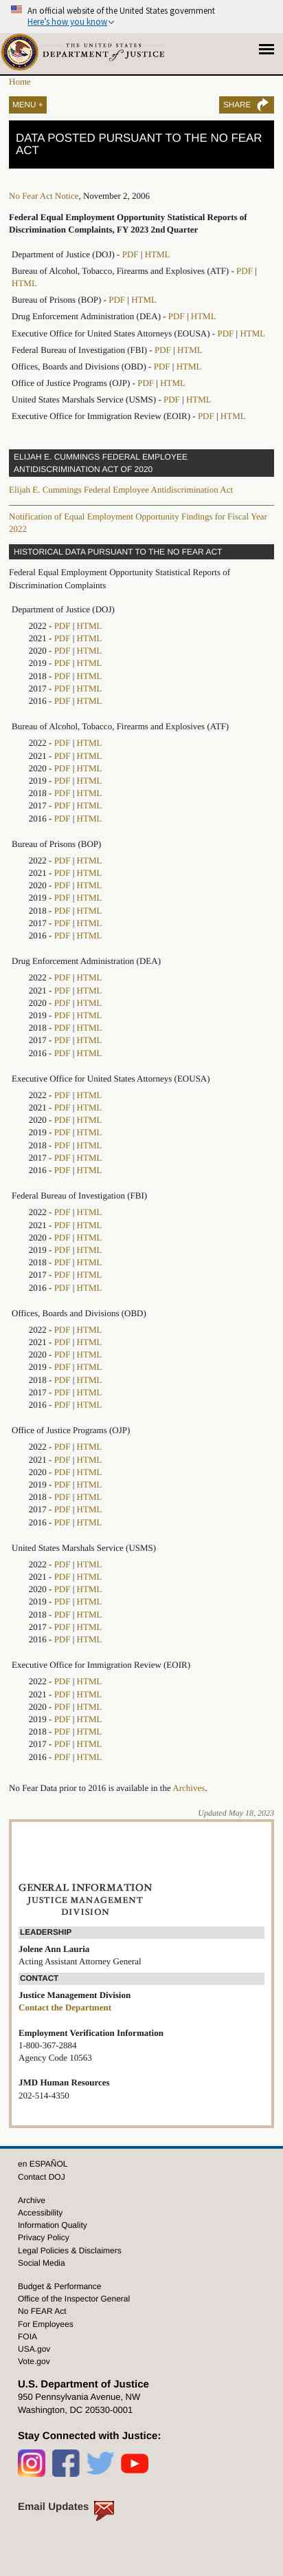 An official website of the United States government
Here's how you know
THE UNITED STATES
DEPARTMENT of JUSTICE
Home
MENU +
SHARE
DATA POSTED PURSUANT TO THE NO FEAR
ACT
No Fear Act Notice, November 2, 2006
Federal Equal Employment Opportunity Statistical Reports of
Discrimination Complaints, FY 2023 2nd Quarter
Department of Justice (DOJ) - PDF | HTML
Bureau of Alcohol, Tobacco, Firearms and Explosives (ATF) - PDF |
HTML
Bureau of Prisons (BOP) - PDF | HTML
Drug Enforcement Administration (DEA) - PDF | HTML
Executive Office for United States Attorneys (EOUSA) - PDF | HTML
Federal Bureau of Investigation (FBI) - PDF | HTML
Offices, Boards and Divisions (OBD) - PDF | HTML
Office of Justice Programs (OJP) - PDF | HTML
United States Marshals Service (USMS) - PDF | HTML
Executive Office for Immigration Review (EOIR) - PDF | HTML
ELIJAH E. CUMMINGS FEDERAL EMPLOYEE
ANTIDISCRIMINATION ACT OF 2020
Elijah E. Cummings Federal Employee Antidiscrimination Act
Notification of Equal Employment Opportunity Findings for Fiscal Year
2022
HISTORICAL DATA PURSUANT TO THE NO FEAR ACT
Federal Equal Employment Opportunity Statistical Reports of
Discrimination Complaints
Department of Justice (DOJ)
2022 - PDF | HTML
2021 - PDF | HTML
2020 - PDF | HTML
2019 - PDF | HTML
2018 - PDF | HTML
2017 - PDF | HTML
2016 - PDF | HTML
Bureau of Alcohol, Tobacco, Firearms and Explosives (ATF)
2022 - PDF | HTML
2021 - PDF | HTML
2020 - PDF | HTML
2019 - PDF | HTML
2018 - PDF | HTML
2017 - PDF | HTML
2016 - PDF | HTML
Bureau of Prisons (BOP)
2022 - PDF | HTML
2021 - PDF | HTML
2020 - PDF | HTML
2019 - PDF | HTML
2018 - PDF | HTML
2017 - PDF | HTML
2016 - PDF | HTML
Drug Enforcement Administration (DEA)
2022 - PDF | HTML
2021 - PDF | HTML
2020 - PDF | HTML
2019 - PDF | HTML
2018 - PDF | HTML
2017 - PDF | HTML
2016 - PDF | HTML
Executive Office for United States Attorneys (EOUSA)
2022 - PDF | HTML
2021 - PDF | HTML
2020 - PDF | HTML
2019 - PDF | HTML
2018 - PDF | HTML
2017 - PDF | HTML
2016 - PDF | HTML
Federal Bureau of Investigation (FBI)
2022 - PDF | HTML
2021 - PDF | HTML
2020 - PDF | HTML
2019 - PDF | HTML
2018 - PDF | HTML
2017 - PDF | HTML
2016 - PDF | HTML
Offices, Boards and Divisions (OBD)
2022 - PDF | HTML
2021 - PDF | HTML
2020 - PDF | HTML
2019 - PDF | HTML
2018 - PDF | HTML
2017 - PDF | HTML
2016 - PDF | HTML
Office of Justice Programs (OJP)
2022 - PDF | HTML
2021 - PDF | HTML
2020 - PDF | HTML
2019 - PDF | HTML
2018 - PDF | HTML
2017 - PDF | HTML
2016 - PDF | HTML
United States Marshals Service (USMS)
2022 - PDF | HTML
2021 - PDF | HTML
2020 - PDF | HTML
2019 - PDF | HTML
2018 - PDF | HTML
2017 - PDF | HTML
2016 - PDF | HTML
Executive Office for Immigration Review (EOIR)
2022 - PDF | HTML
2021 - PDF | HTML
2020 - PDF | HTML
2019 - PDF | HTML
2018 - PDF | HTML
2017 - PDF | HTML
2016 - PDF | HTML
No Fear Data prior to 2016 is available in the Archives.
Updated May 18, 2023
GENERAL INFORMATION
JUSTICE MANAGEMENT
DIVISION
LEADERSHIP
Jolene Ann Lauria
Acting Assistant Attorney General
CONTACT
Justice Management Division
Contact the Department
Employment Verification Information
1-800-367-2884
Agency Code 10563
JMD Human Resources
202-514-4350
en ESPAÑOL
Contact DOJ
Archive
Accessibility
Information Quality
Privacy Policy
Legal Policies & Disclaimers
Social Media
Budget & Performance
Office of the Inspector General
No FEAR Act
For Employees
FOIA
USA.gov
Vote.gov
U.S. Department of Justice
950 Pennsylvania Avenue, NW
Washington, DC 20530-0001
Stay Connected with Justice:
Email Updates